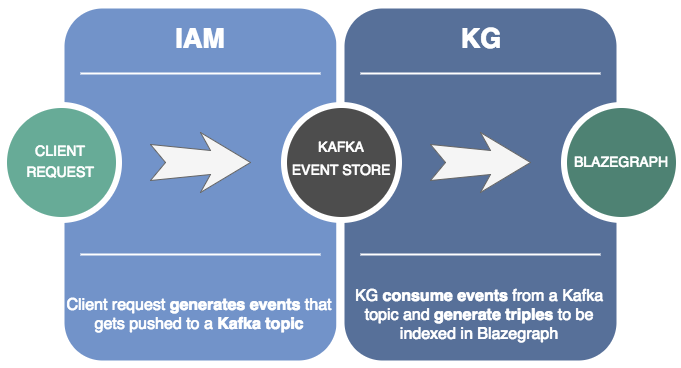 IAM
KG
CLIENT
REQUEST
KAFKA
EVENT STORE
BLAZEGRAPH
Client request generates events that
gets pushed to a Kafka topic
KG consume events from a Kafka
topic and generate triples to be
indexed in Blazegraph